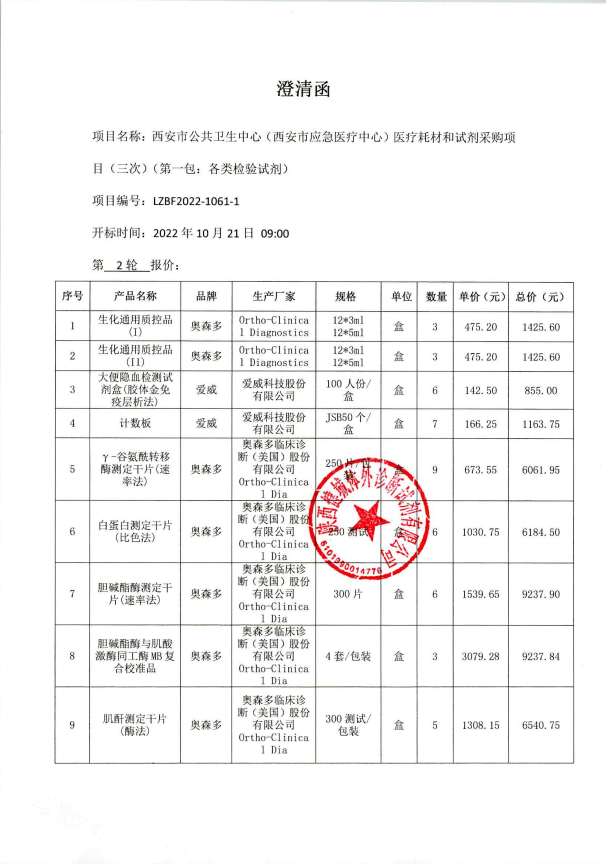 澄清函
项目名称：西安市公共卫生中心（西安市应急医疗中心）医疗耗材和试剂采购项
目（三次）（第一包：各类检验试剂）
项目编号：LZBF2022-1061-1
开标时间：2022 年 10 月 21 日 09:00
第 2 轮 报价：
序号 产品名称 品牌 生产厂家 规格 单位 数量 单价（元） 总价（元）
1 生化通用质控品(I) 奥森多 Ortho-Clinical Diagnostics 12*3ml 12*5ml 盒 3 475.20 1425.60
2 生化通用质控品(II) 奥森多 Ortho-Clinical Diagnostics 12*3ml 12*5ml 盒 3 475.20 1425.60
3 大便隐血检测试剂盒(胶体金免疫层析法) 爱威 爱威科技股份有限公司 100 人份/盒 盒 6 142.50 855.00
4 计数板 爱威 爱威科技股份有限公司 JSB50 个/盒 盒 7 166.25 1163.75
5 γ-谷氨酰转移酶测定干片(速率法) 奥森多 奥森多临床诊断（美国）股份有限公司 Ortho-Clinical Dia 250 片/包装 盒 9 673.55 6061.95
6 白蛋白测定干片(比色法) 奥森多 奥森多临床诊断（美国）股份有限公司 Ortho-Clinical Dia 250 测试 盒 6 1030.75 6184.50
7 胆碱酯酶测定干片(速率法) 奥森多 奥森多临床诊断（美国）股份有限公司 Ortho-Clinical Dia 300 片 盒 6 1539.65 9237.90
8 胆碱酯酶与肌酸激酶同工酶 MB 复合校准品 奥森多 奥森多临床诊断（美国）股份有限公司 Ortho-Clinical Dia 4 套/包装 盒 3 3079.28 9237.84
9 肌酐测定干片(酶法) 奥森多 奥森多临床诊断（美国）股份有限公司 Ortho-Clinical Dia 300 测试/包装 盒 5 1308.15 6540.75
体外诊断试剂有限公司
6101990014776